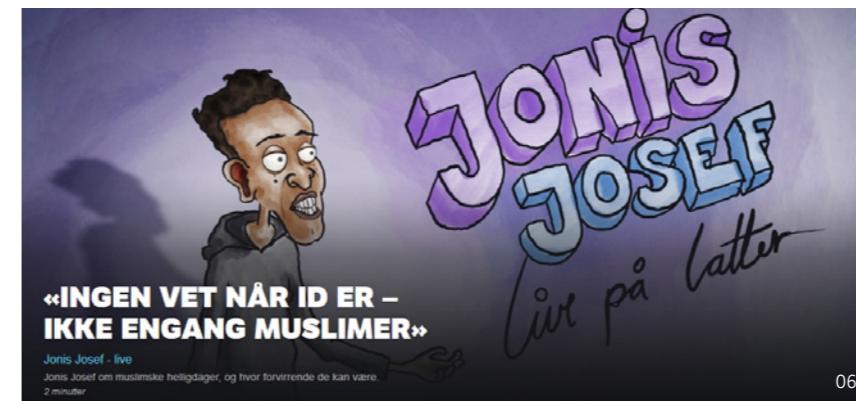 JONIS
JOSEF
live på latter
«INGEN VET NÅR ID ER –
IKKE ENGANG MUSLIMER»
Jonis Josef - live
Jonis Josef om muslimske helligdager, og hvor forvirrende de kan være.
2 minutter
06